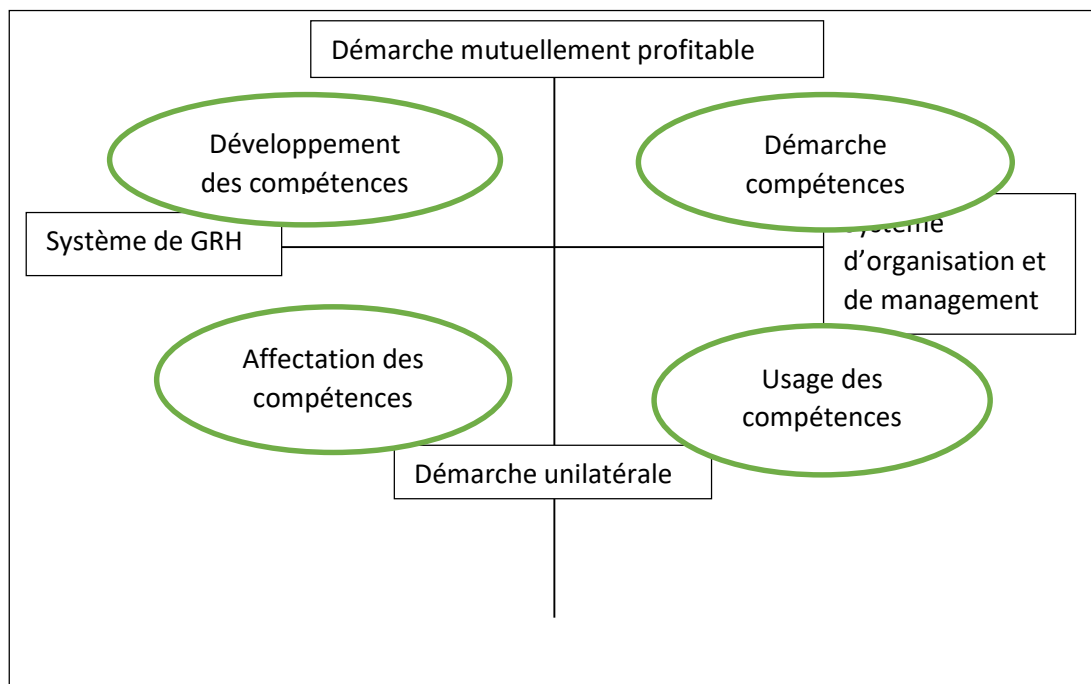 Démarche mutuellement profitable
Développement
des compétences
Démarche
compétences
Système de GRH
Système
d'organisation et
de management
Affectation des
compétences
Usage des
compétences
Démarche unilatérale